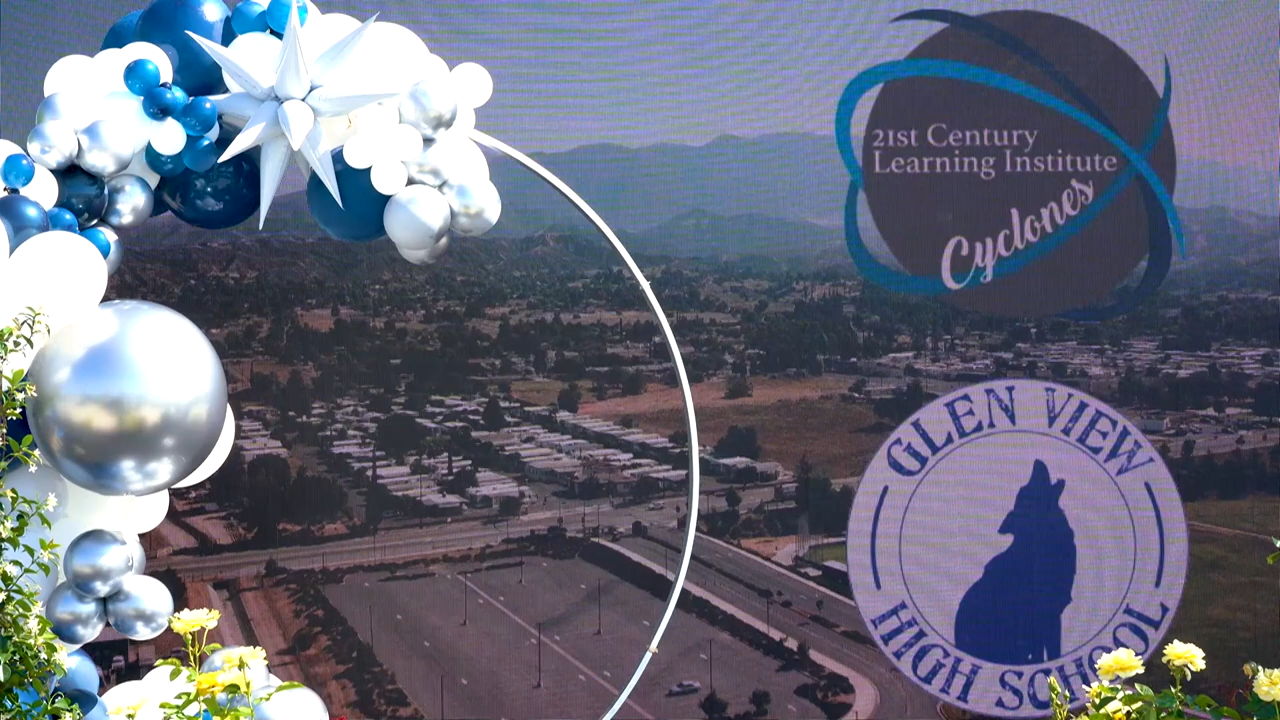 21st Century
Learning Institute
Cyclones
GLEN VIEW
HIGH SCHOOL